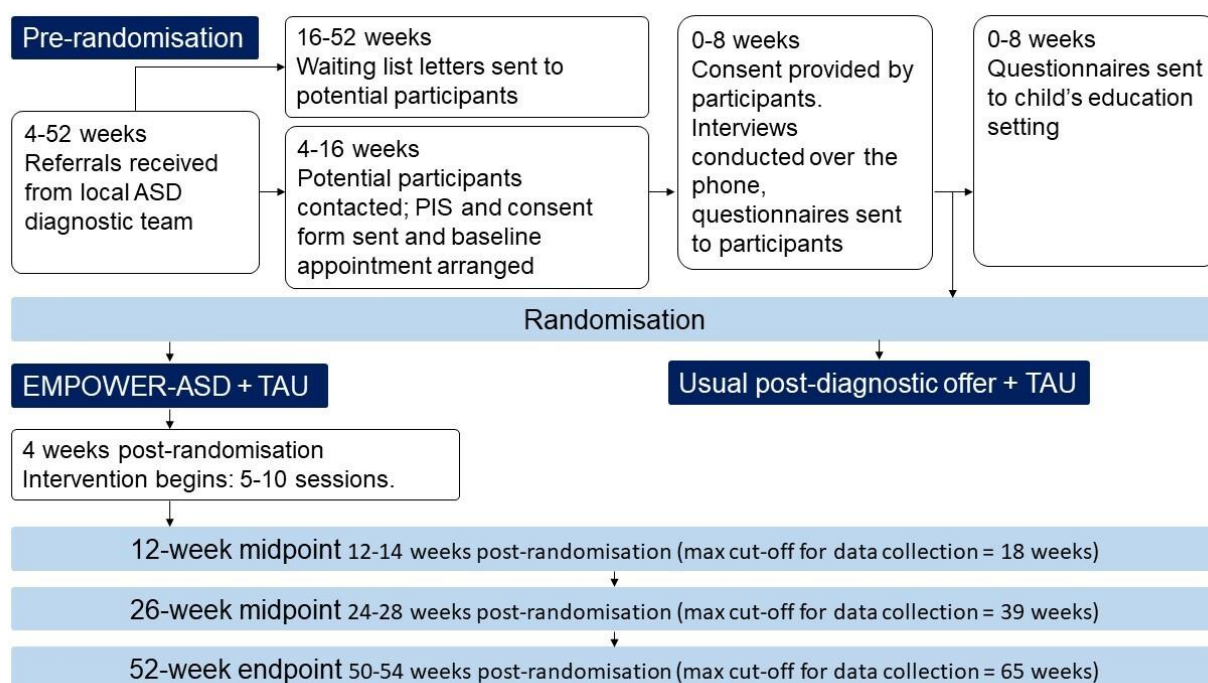 Pre-randomisation
4-52 weeks
Referrals received
from local ASD
diagnostic team
16-52 weeks
Waiting list letters sent to
potential participants
4-16 weeks
Potential participants
contacted; PIS and consent
form sent and baseline
appointment arranged
0-8 weeks
Consent provided by
participants.
Interviews
conducted over the
phone,
questionnaires sent
to participants
0-8 weeks
Questionnaires sent
to child's education
setting
Randomisation
EMPOWER-ASD + TAU
Usual post-diagnostic offer + TAU
4 weeks post-randomisation
Intervention begins: 5-10 sessions.
12-week midpoint 12-14 weeks post-randomisation (max cut-off for data collection = 18 weeks)
26-week midpoint 24-28 weeks post-randomisation (max cut-off for data collection = 39 weeks)
52-week endpoint 50-54 weeks post-randomisation (max cut-off for data collection = 65 weeks)